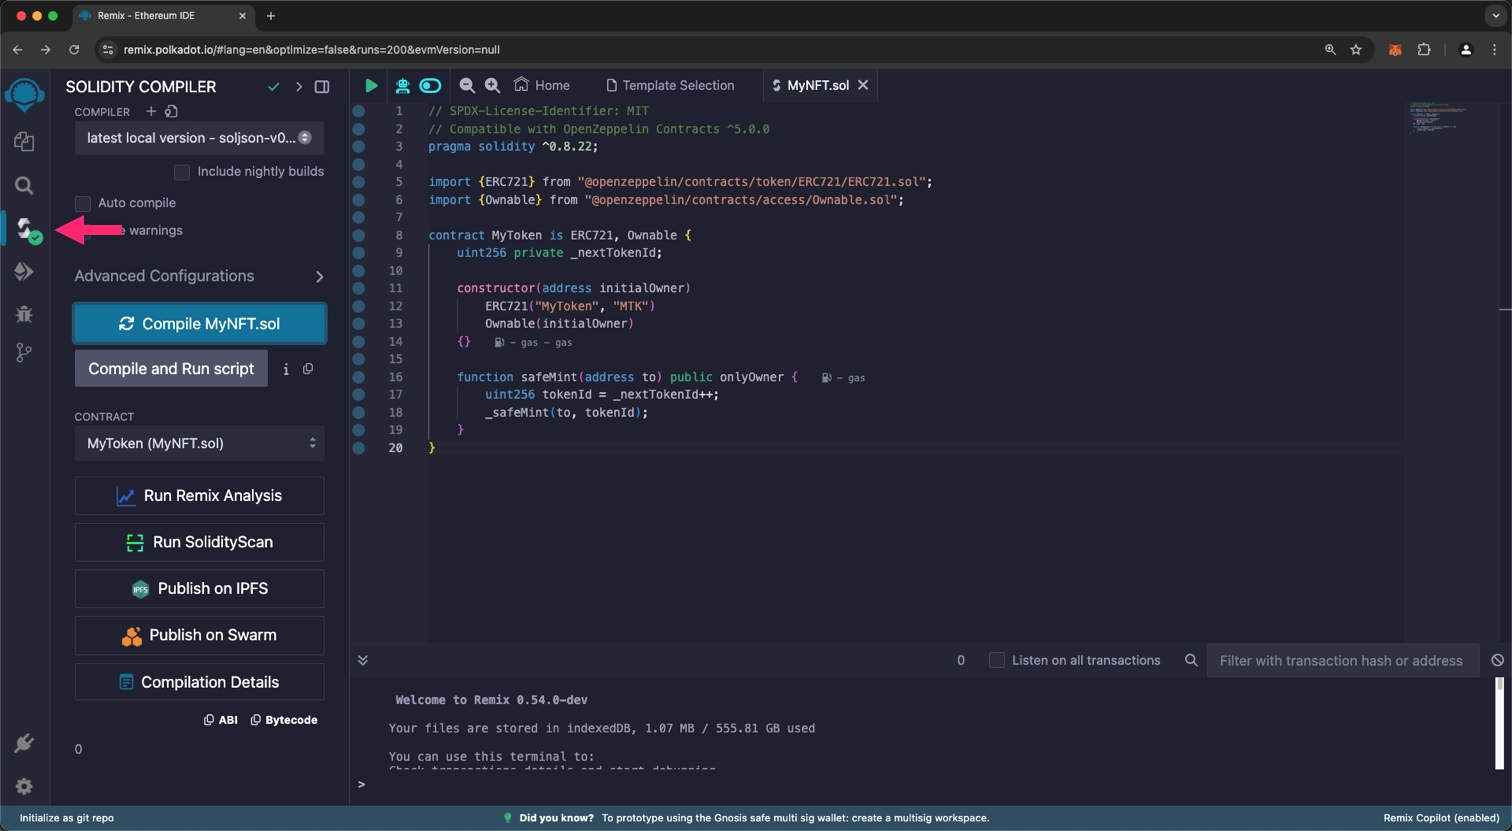 Remix - Ethereum IDE
remix.polkadot.io/#lang=en&optimize=false&runs=200&evmVersion=null
SOLIDITY COMPILER
COMPILER
latest local version - soljson-v0...
Include nightly builds
Auto compile
warnings
Advanced Configurations
Compile MyNFT.sol
Compile and Run script
CONTRACT
MyToken (MyNFT.sol)
Run Remix Analysis
Run SolidityScan
IPFS Publish on IPFS
Publish on Swarm
Compilation Details
ABI Bytecode
0
Home Template Selection MyNFT.sol
1 // SPDX-License-Identifier: MIT
2 // Compatible with OpenZeppelin Contracts ^5.0.0
3 pragma solidity ^0.8.22;
4
5 import {ERC721} from "@openzeppelin/contracts/token/ERC721/ERC721.sol";
6 import {Ownable} from "@openzeppelin/contracts/access/Ownable.sol";
7
8 contract MyToken is ERC721, Ownable {
9 uint256 private _nextTokenId;
10
11 constructor(address initialOwner)
12 ERC721("MyToken", "MTK")
13 Ownable(initialOwner)
14 {} - gas - gas
15
16 function safeMint(address to) public onlyOwner { - gas
17 uint256 tokenId = _nextTokenId++;
18 _safeMint(to, tokenId);
19 }
20 }
0 Listen on all transactions Filter with transaction hash or address
Welcome to Remix 0.54.0-dev
Your files are stored in indexedDB, 1.07 MB / 555.81 GB used
You can use this terminal to:
Check transactions details and start debugging
>
Initialize as git repo
Did you know? To prototype using the Gnosis safe multi sig wallet: create a multisig workspace.
Remix Copilot (enabled)